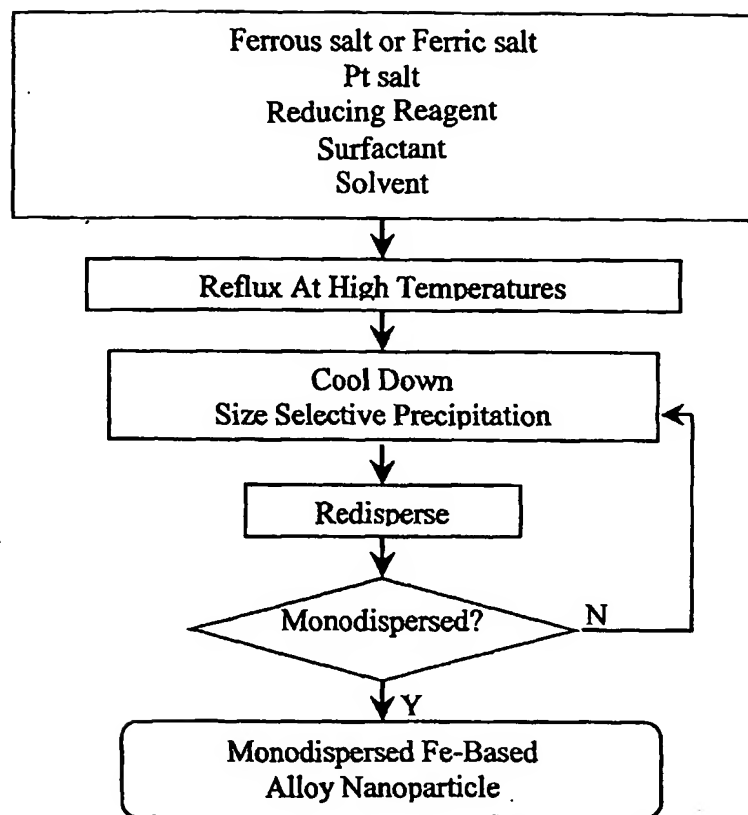 Ferrous salt or Ferric salt
Pt salt
Reducing Reagent
Surfactant
Solvent
Reflux At High Temperatures
Cool Down
Size Selective Precipitation
Redisperse
Monodispersed?
N
Y
Monodispersed Fe-Based
Alloy Nanoparticle